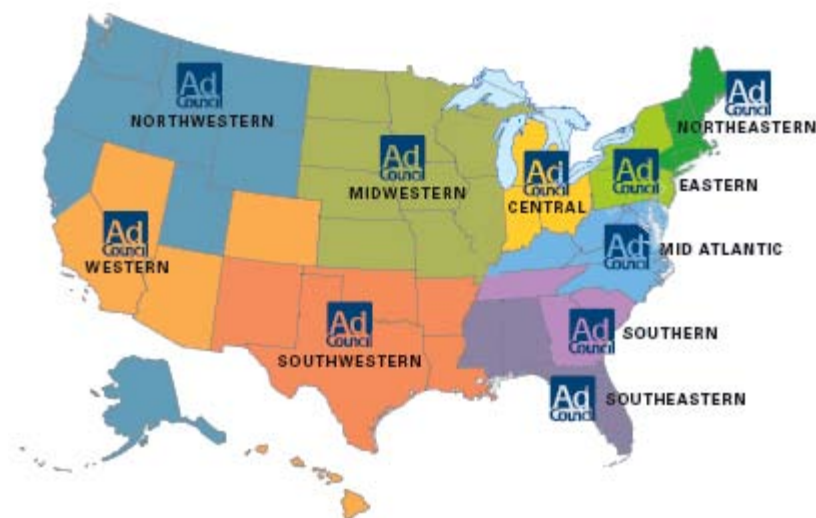 Ad
Council
NORTHWESTERN
Ad
Council
NORTHEASTERN
Ad
Council
MIDWESTERN
Ad
Council
CENTRAL
Ad
Council
EASTERN
Ad
Council
WESTERN
Ad
Council
MID ATLANTIC
Ad
Council
SOUTHWESTERN
Ad
Council
SOUTHERN
Ad
Council
SOUTHEASTERN